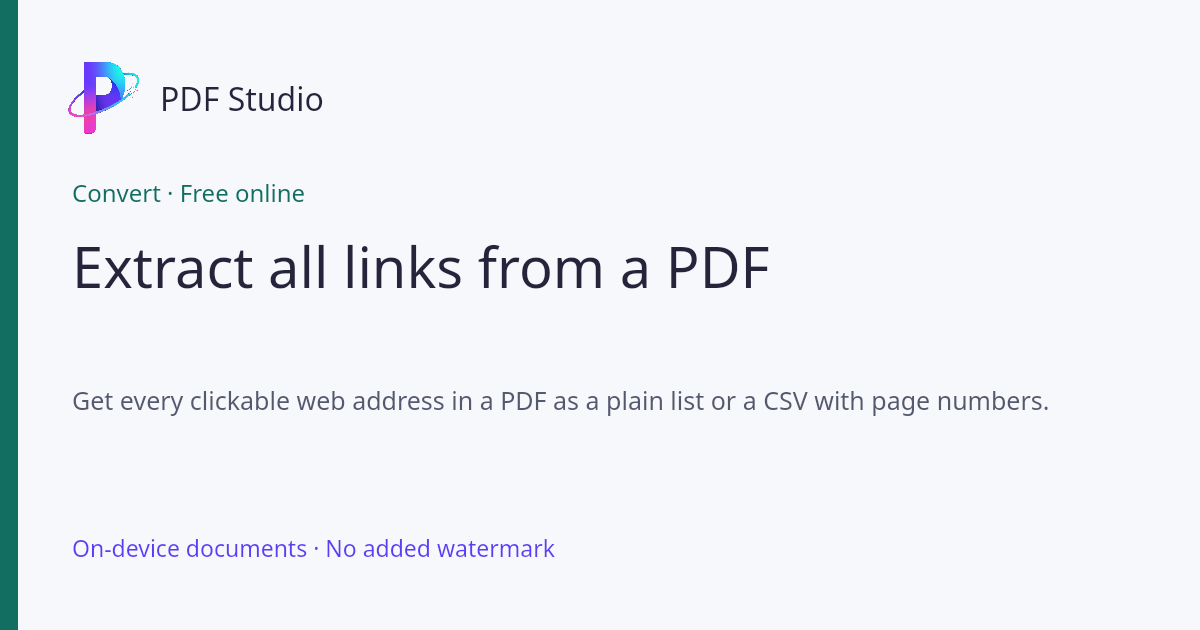 PDF Studio
Convert · Free online
Extract all links from a PDF
Get every clickable web address in a PDF as a plain list or a CSV with page numbers.
On-device documents · No added watermark